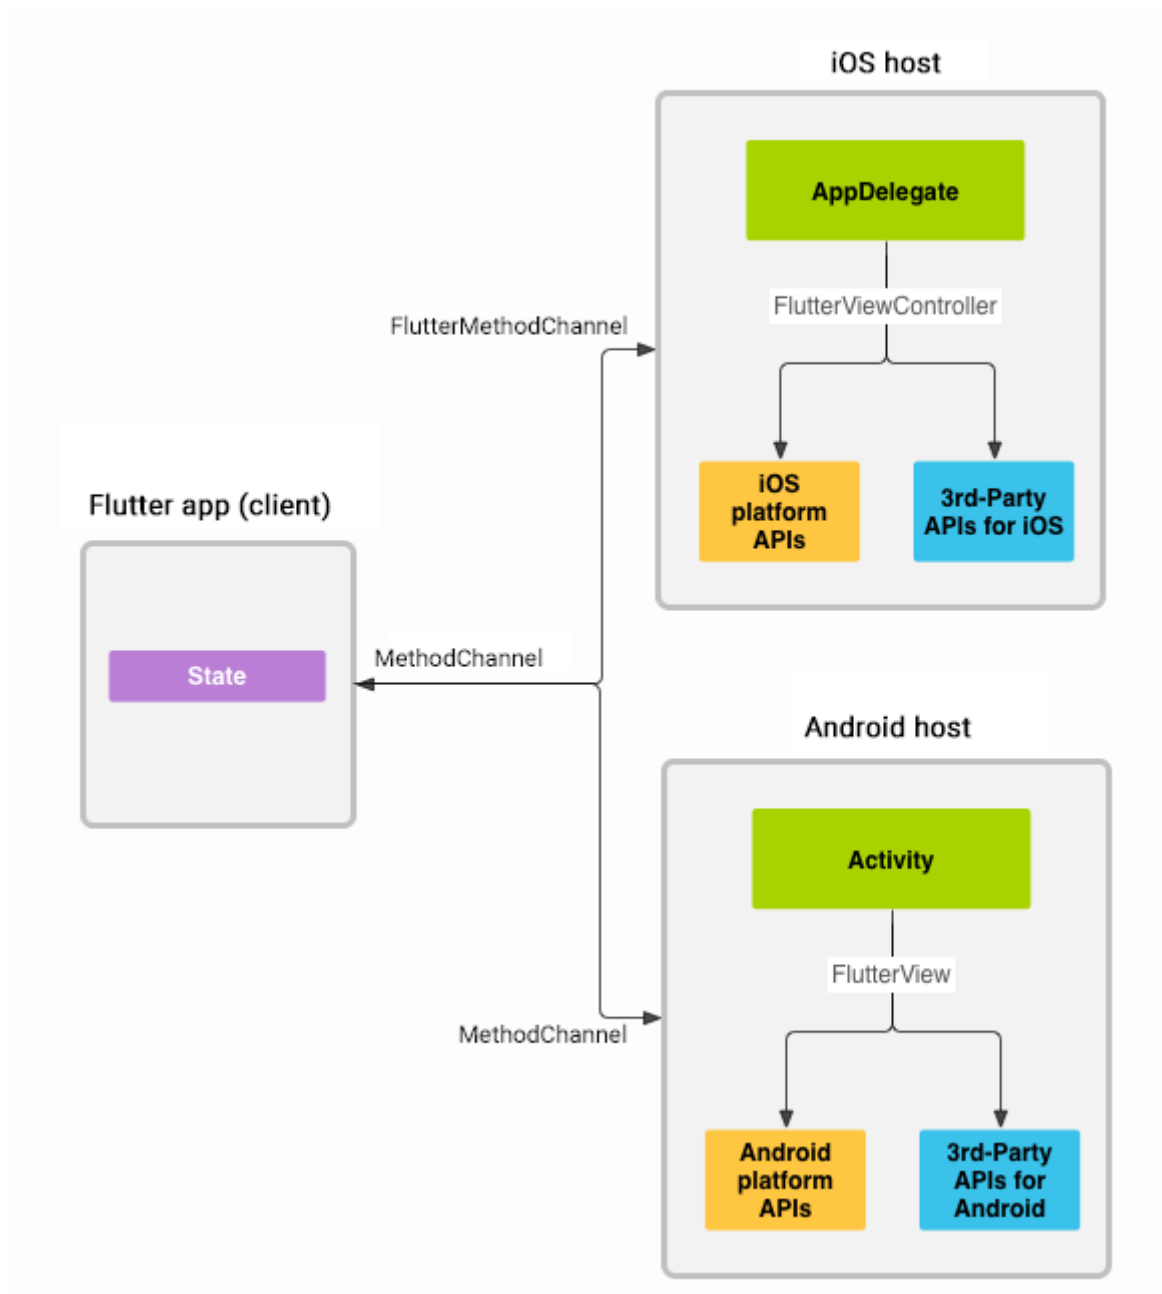 iOS host
AppDelegate
FlutterViewController
FlutterMethodChannel
iOS
platform
APIs
3rd-Party
APIs for iOS
Flutter app (client)
State
MethodChannel
Android host
Activity
FlutterView
MethodChannel
Android
platform
APIs
3rd-Party
APIs for
Android